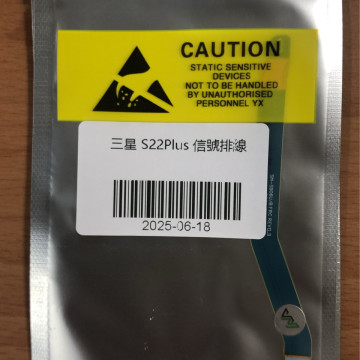 CAUTION
STATIC SENSITIVE
DEVICES
NOT TO BE HANDLED
BY UNAUTHORISED
PERSONNEL YX
三星 S22Plus 信號排線
2025-06-18